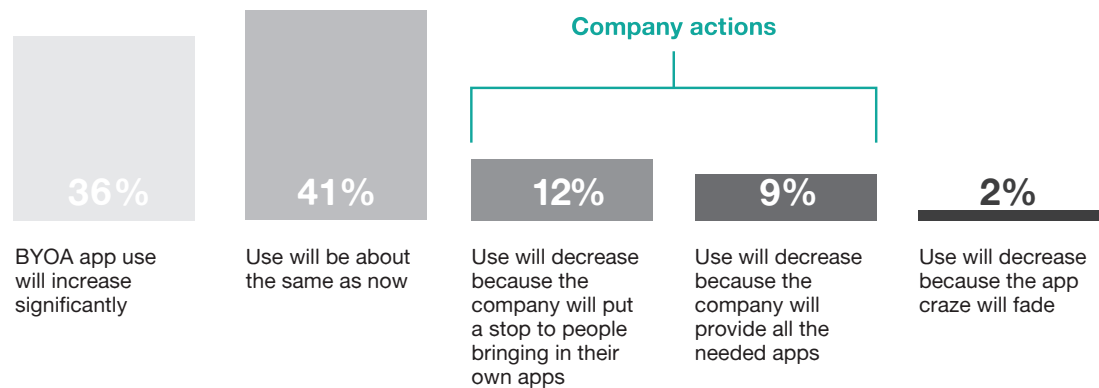 Company actions
36%
41%
12%
9%
2%
BYOA app use
will increase
significantly
Use will be about
the same as now
Use will decrease
because the
company will put
a stop to people
bringing in their
own apps
Use will decrease
because the
company will
provide all the
needed apps
Use will decrease
because the app
craze will fade